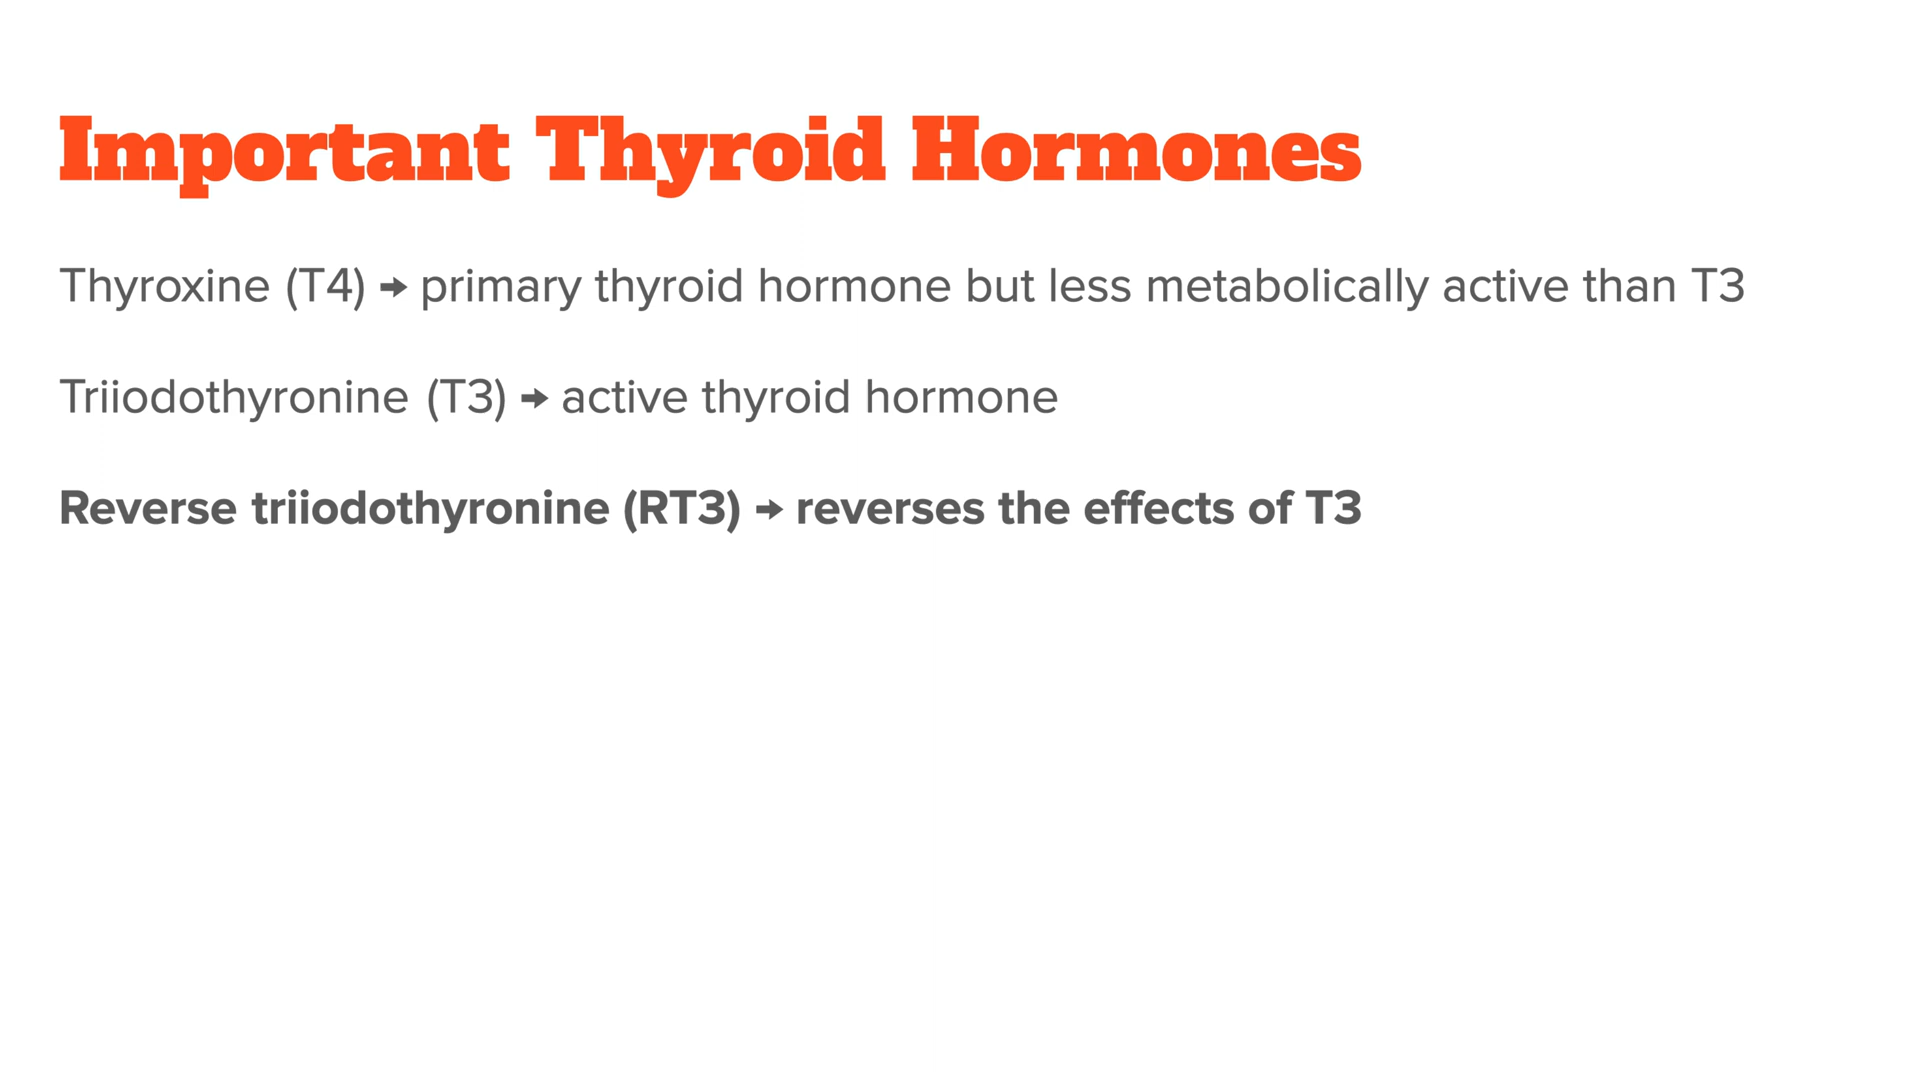 Important Thyroid Hormones
Thyroxine (T4) → primary thyroid hormone but less metabolically active than T3
Triiodothyronine (T3) → active thyroid hormone
Reverse triiodothyronine (RT3) → reverses the effects of T3